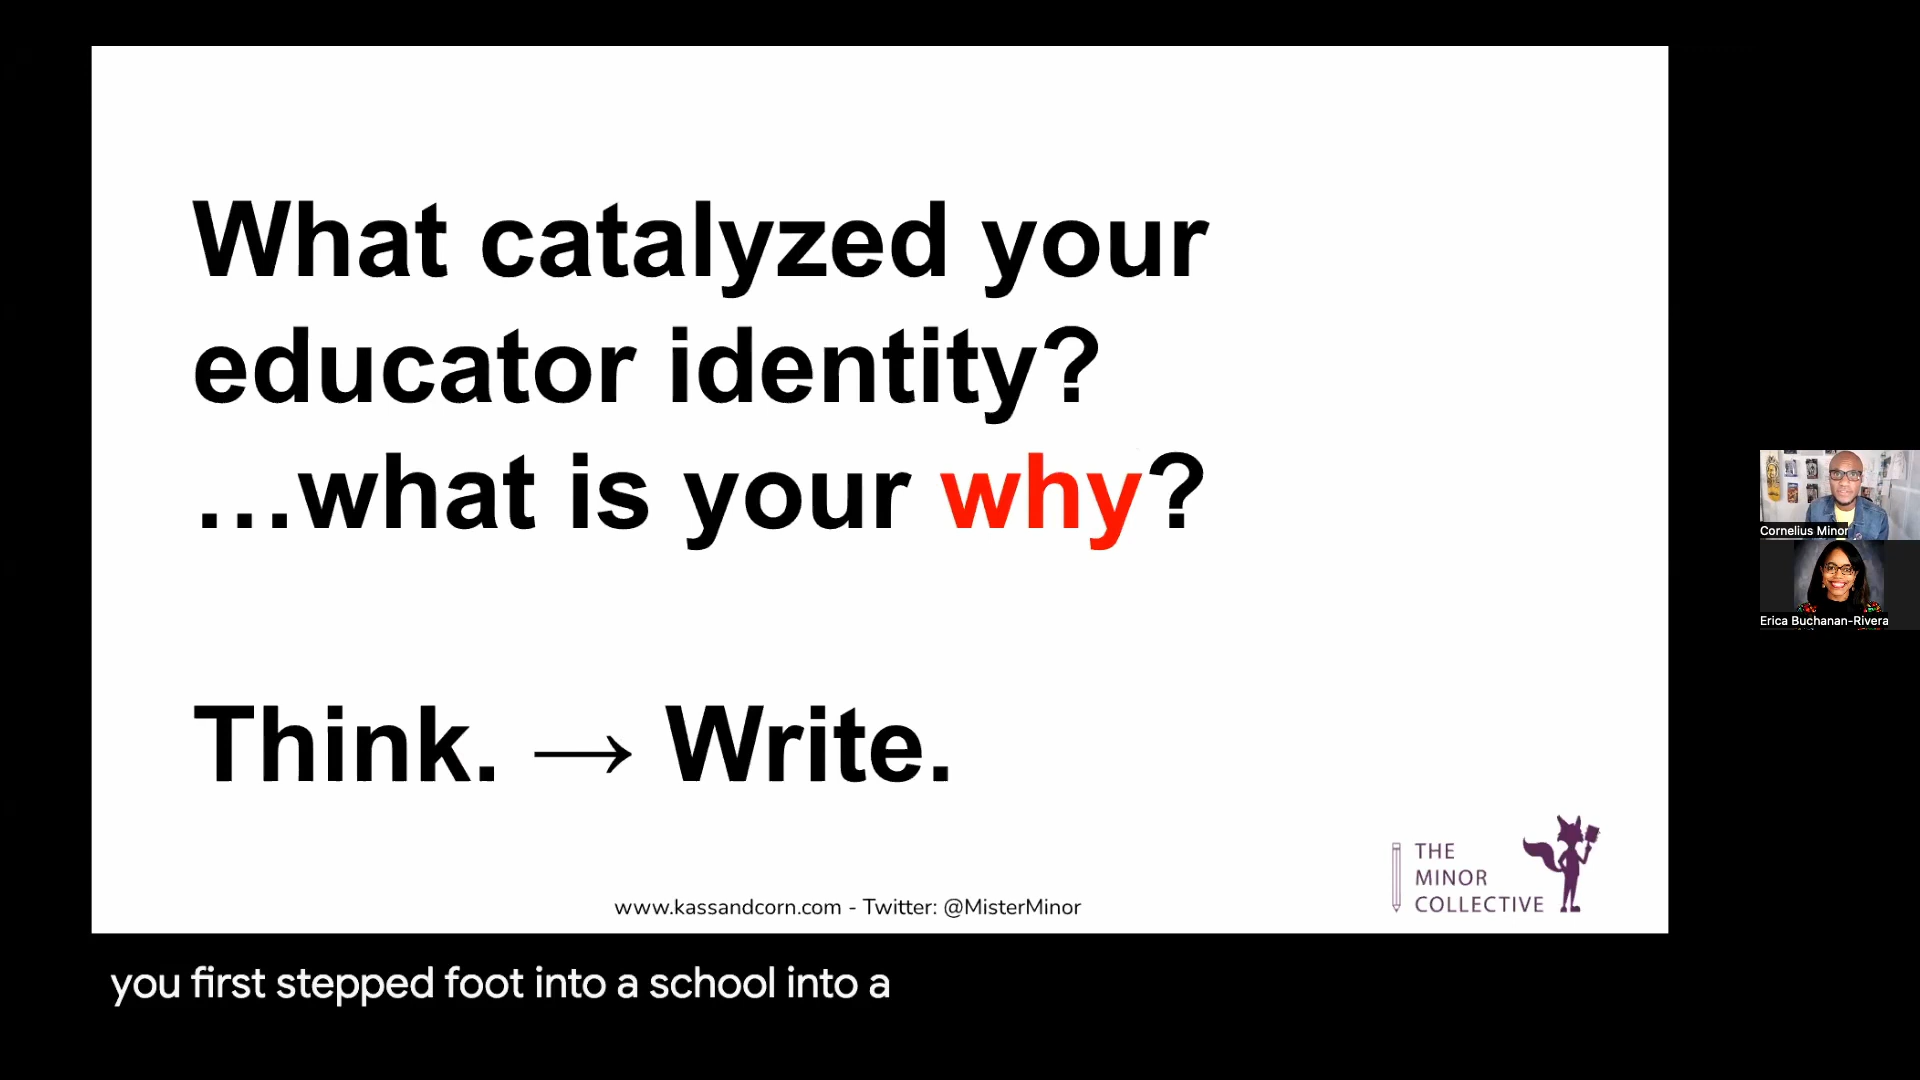 What catalyzed your
educator identity?
…what is your why?
Think. → Write.
www.kassandcorn.com - Twitter: @MisterMinor
THE
MINOR
COLLECTIVE
Cornelius Minor
Erica Buchanan-Rivera
you first stepped foot into a school into a